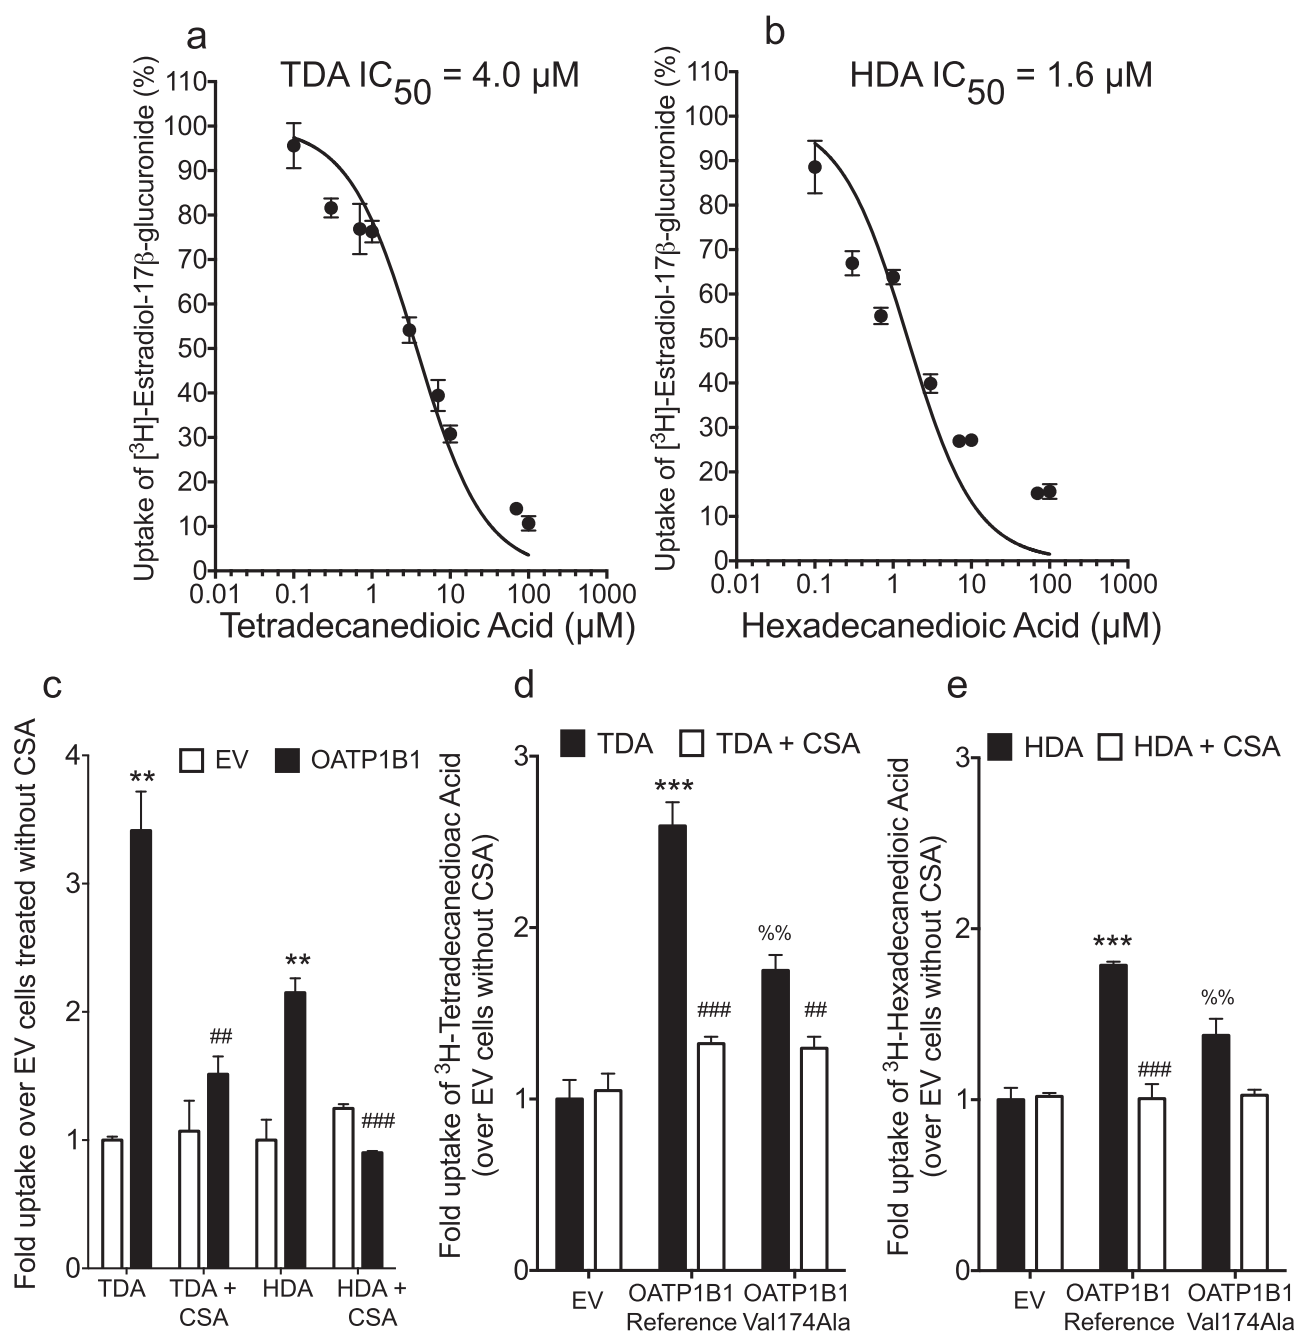 a
TDA IC50 = 4.0 µM
Uptake of [3H]-Estradiol-17β-glucuronide (%)
110
100
90
80
70
60
50
40
30
20
10
0
0.01 0.1 1 10 100 1000
Tetradecanedioic Acid (µM)
b
HDA IC50 = 1.6 µM
Uptake of [3H]-Estradiol-17β-glucuronide (%)
110
100
90
80
70
60
50
40
30
20
10
0
0.01 0.1 1 10 100 1000
Hexadecanedioic Acid (µM)
c
Fold uptake over EV cells treated without CSA
EV OATP1B1
4
3
2
1
0
**
##
**
###
TDA TDA + HDA HDA +
CSA CSA
d
Fold uptake of 3H-Tetradecanedioac Acid
(over EV cells without CSA)
TDA TDA + CSA
3
2
1
0
***
###
%%
##
EV OATP1B1 OATP1B1
Reference Val174Ala
e
Fold uptake of 3H-Hexadecanedioic Acid
(over EV cells without CSA)
HDA HDA + CSA
3
2
1
0
***
###
%%
EV OATP1B1 OATP1B1
Reference Val174Ala